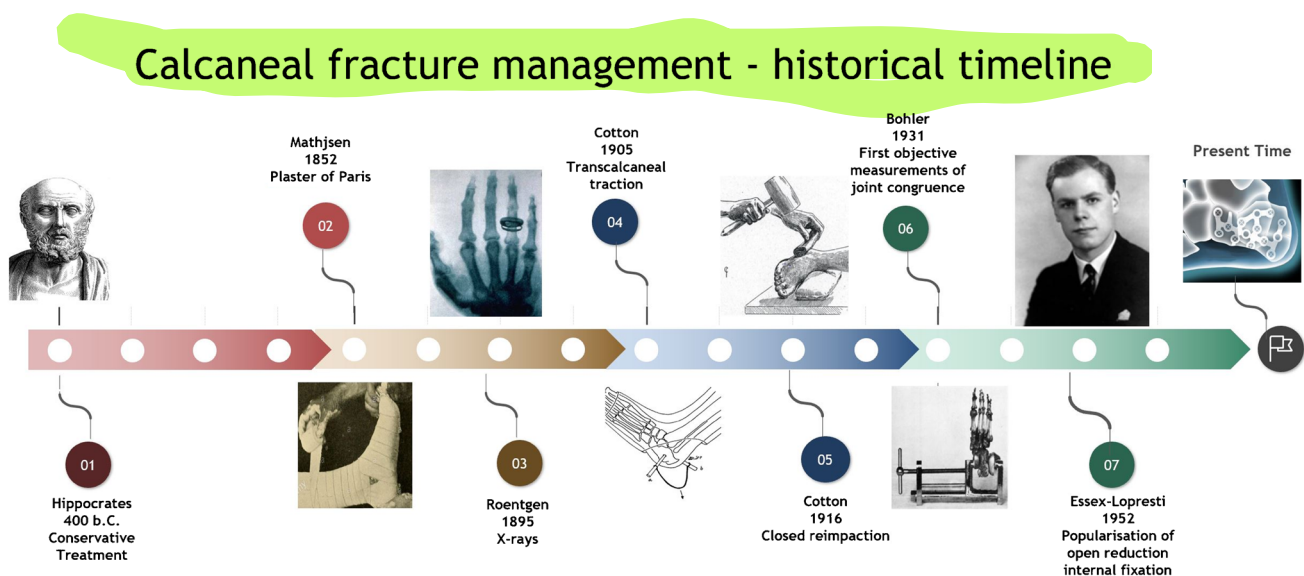 Calcaneal fracture management - historical timeline
01
Hippocrates
400 b.C.
Conservative
Treatment
Mathjsen
1852
Plaster of Paris
02
03
Roentgen
1895
X-rays
Cotton
1905
Transcalcaneal
traction
04
05
Cotton
1916
Closed reimpaction
Bohler
1931
First objective
measurements of
joint congruence
06
07
Essex-Lopresti
1952
Popularisation of
open reduction
internal fixation
Present Time